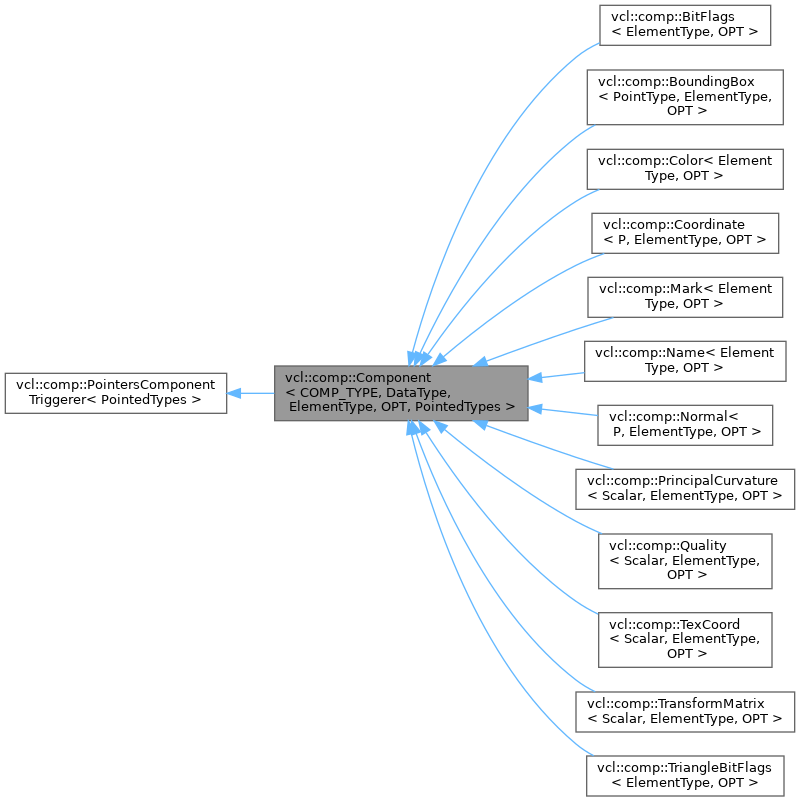 vcl::comp::PointersComponent
Triggerer< PointedTypes >
vcl::comp::Component
< COMP_TYPE, DataType,
ElementType, OPT, PointedTypes >
vcl::comp::BitFlags
< ElementType, OPT >
vcl::comp::BoundingBox
< PointType, ElementType,
OPT >
vcl::comp::Color< Element
Type, OPT >
vcl::comp::Coordinate
< P, ElementType, OPT >
vcl::comp::Mark< Element
Type, OPT >
vcl::comp::Name< Element
Type, OPT >
vcl::comp::Normal<
P, ElementType, OPT >
vcl::comp::PrincipalCurvature
< Scalar, ElementType, OPT >
vcl::comp::Quality
< Scalar, ElementType,
OPT >
vcl::comp::TexCoord
< Scalar, ElementType,
OPT >
vcl::comp::TransformMatrix
< Scalar, ElementType, OPT >
vcl::comp::TriangleBitFlags
< ElementType, OPT >